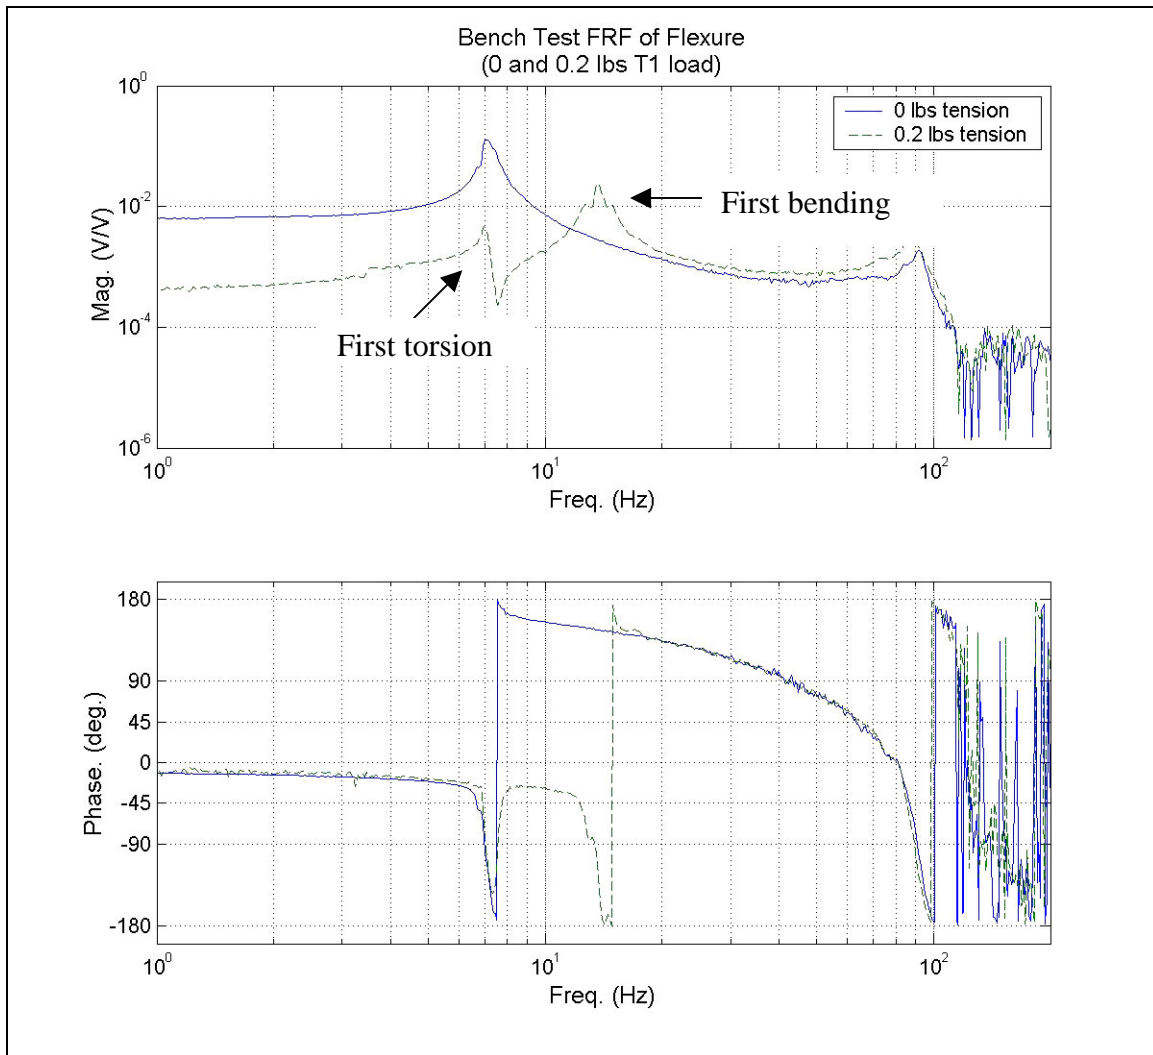 Bench Test FRF of Flexure
(0 and 0.2 lbs T1 load)
0 lbs tension
0.2 lbs tension
First bending
First torsion
Mag. (V/V)
10^0
10^-2
10^-4
10^-6
10^0
10^1
10^2
Freq. (Hz)
Phase. (deg.)
180
90
45
0
-45
-90
-180
10^0
10^1
10^2
Freq. (Hz)